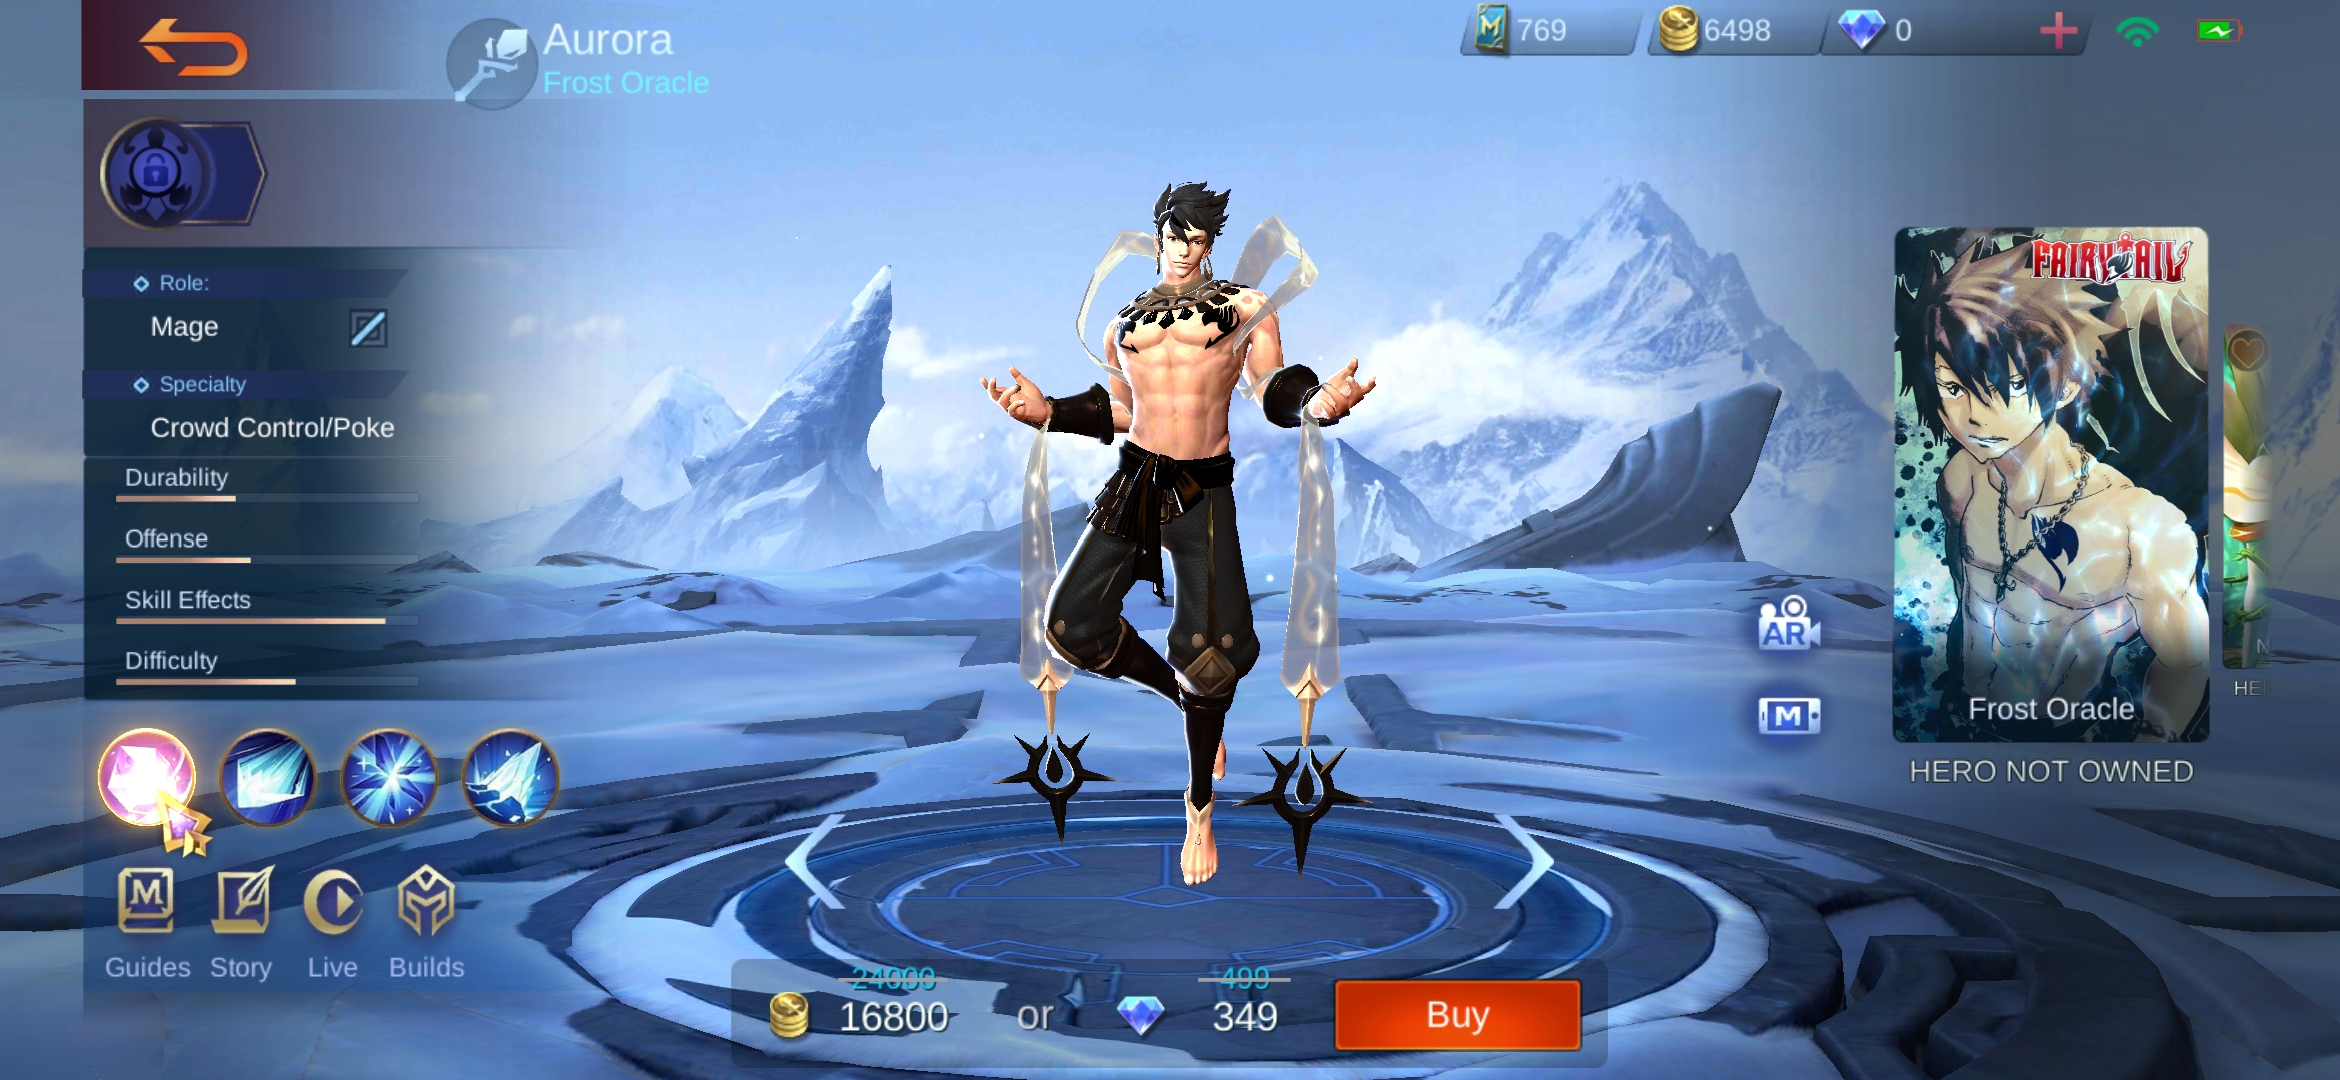 Aurora
Frost Oracle
769
6498
0
Role:
Mage
Specialty
Crowd Control/Poke
Durability
Offense
Skill Effects
Difficulty
M
Guides
Story
Live
Builds
AR
M
FAIRY TAIL
Frost Oracle
HERO NOT OWNED
24000
16800
or
499
349
Buy